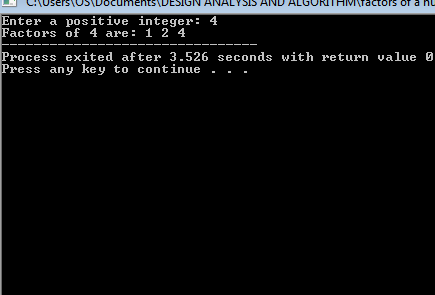 C:\Users\OS\Documents\DESIGN ANALYSIS AND ALGORITHM\factors of a nu
Enter a positive integer: 4
Factors of 4 are: 1 2 4
--------------------------------
Process exited after 3.526 seconds with return value 0
Press any key to continue . . .